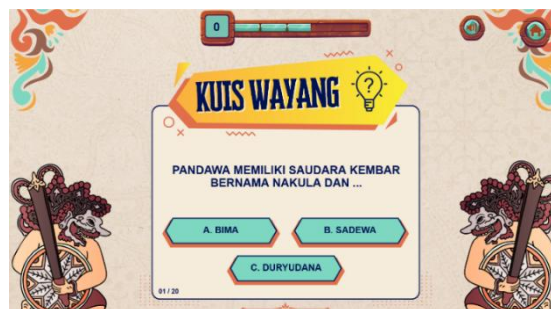 0
KUIS WAYANG
?
PANDAWA MEMILIKI SAUDARA KEMBAR
BERNAMA NAKULA DAN ...
A. BIMA
B. SADEWA
C. DURYUDANA
01 / 20